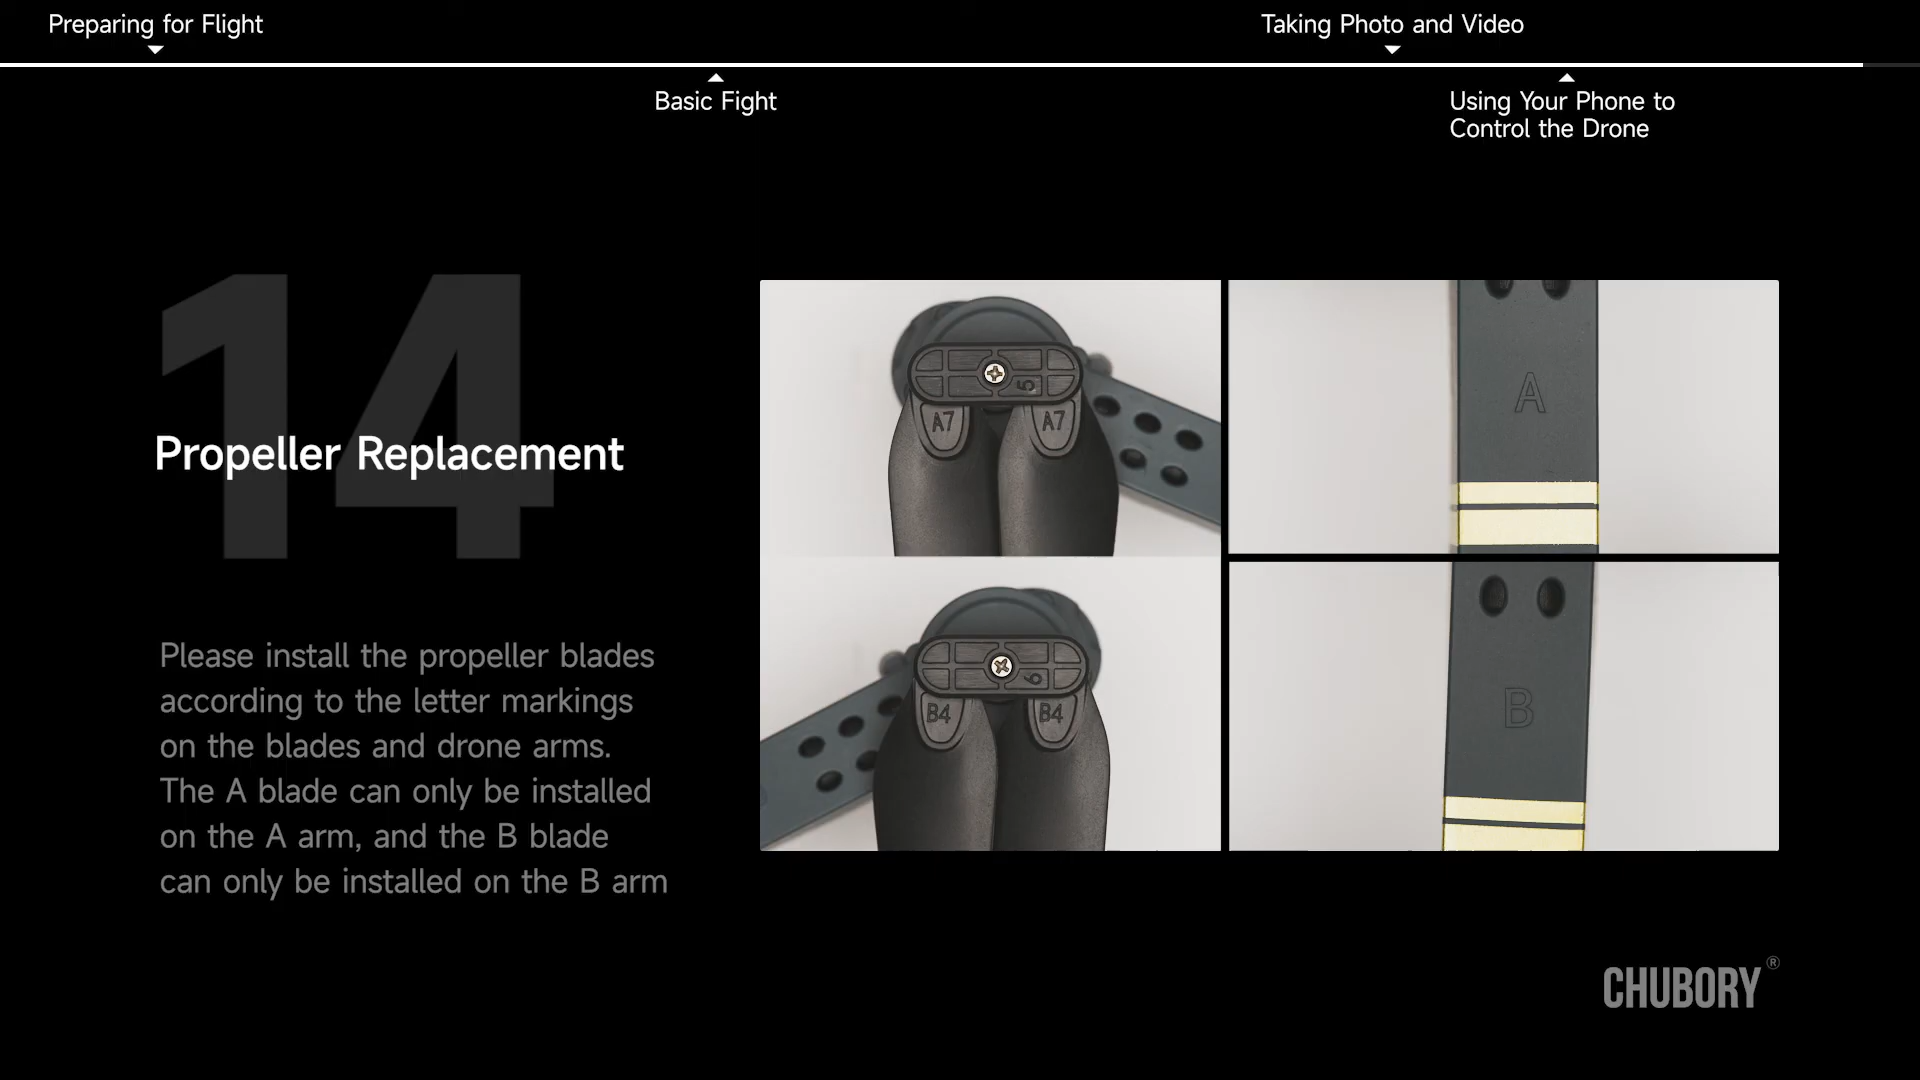 Preparing for Flight
Taking Photo and Video
Basic Fight
Using Your Phone to
Control the Drone
14
Propeller Replacement
Please install the propeller blades
according to the letter markings
on the blades and drone arms.
The A blade can only be installed
on the A arm, and the B blade
can only be installed on the B arm
5
A7 A7
A
6
B4 B4
B
CHUBORY®